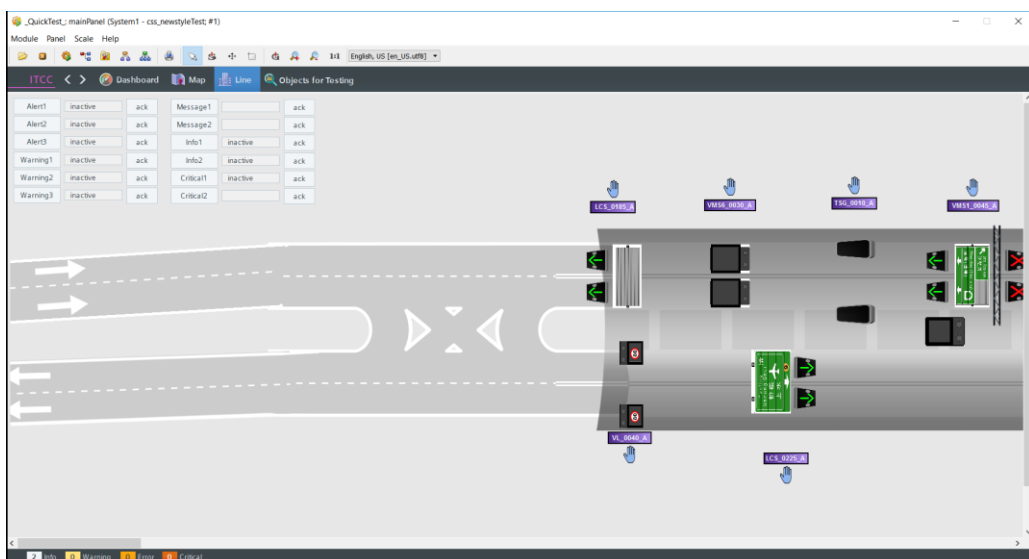 _QuickTest_: mainPanel (System1 - css_newstyleTest; #1)
Module Panel Scale Help
1:1 English, US [en_US.utf8]
ITCC < > Dashboard Map Line Objects for Testing
Alert1 inactive ack Message1 ack
Alert2 inactive ack Message2 ack
Alert3 inactive ack Info1 inactive ack
Warning1 inactive ack Info2 inactive ack
Warning2 inactive ack Critical1 inactive ack
Warning3 inactive ack Critical2 ack
LCS_0185_A VMS6_0030_A TSG_0010_A VMS1_0045_A
D
VL_0040_A
LCS_0225_A
2 Info 0 Warning 0 Error 0 Critical